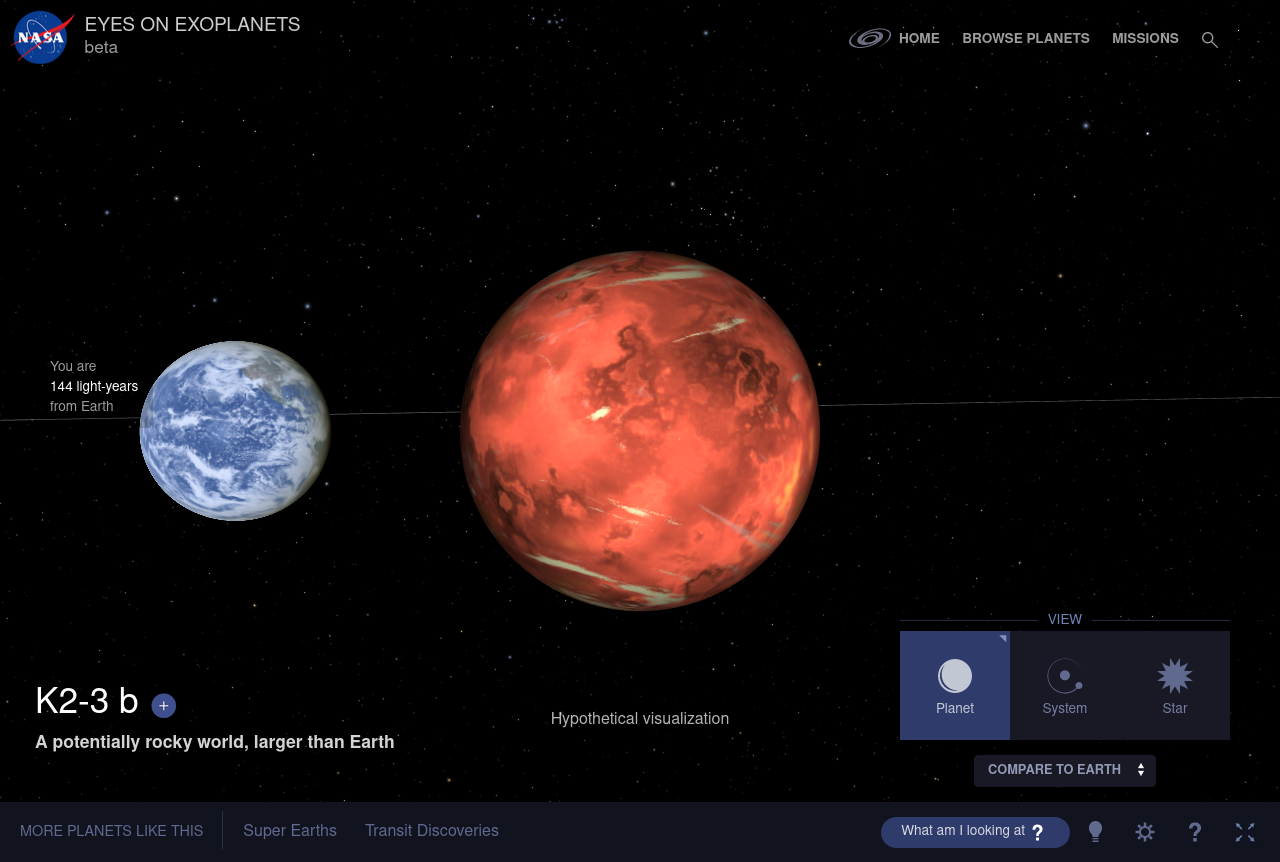 NASA
EYES ON EXOPLANETS
beta
HOME
BROWSE PLANETS
MISSIONS
You are
144 light-years
from Earth
VIEW
Planet
System
Star
K2-3 b +
A potentially rocky world, larger than Earth
Hypothetical visualization
COMPARE TO EARTH
MORE PLANETS LIKE THIS
Super Earths
Transit Discoveries
What am I looking at ?
?